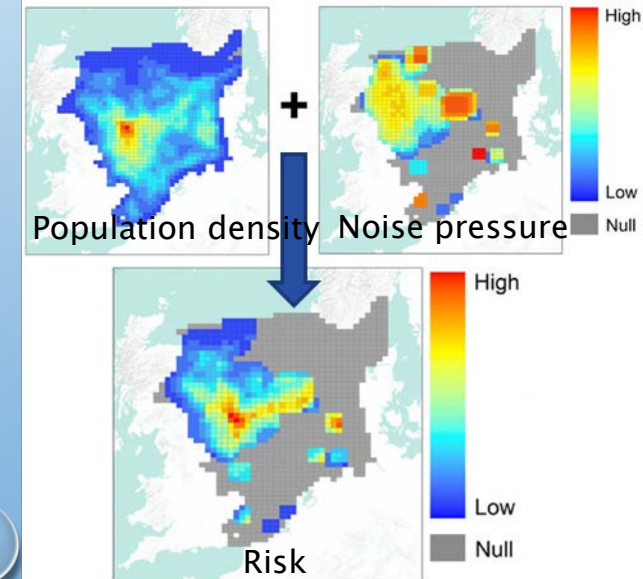 High
+
Low
Population density Noise pressure
Null
High
Low
Null
Risk